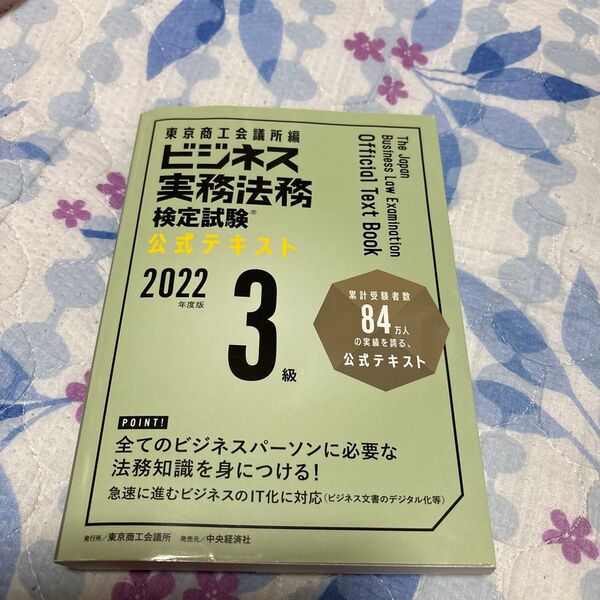 東京商工会議所編
ビジネス
実務法務
検定試験®
公式テキスト
2022
年度版
3級
The Japan
Business Law Examination
Official Text Book
累計受験者数
84万人
の実績を誇る、
公式テキスト
POINT!
全てのビジネスパーソンに必要な
法務知識を身につける！
急速に進むビジネスのIT化に対応（ビジネス文書のデジタル化等）
発行所／東京商工会議所 発売元／中央経済社